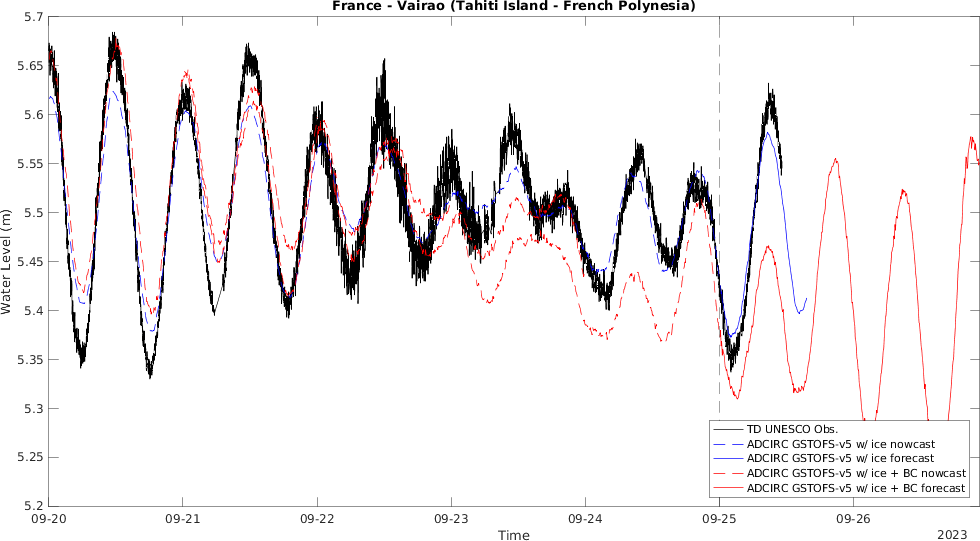 France - Vairao (Tahiti Island - French Polynesia)
5.7
5.65
5.6
5.55
5.5
5.45
5.4
5.35
5.3
5.25
5.2
Water Level (m)
TD UNESCO Obs.
ADCIRC GSTOFS-v5 w/ ice nowcast
ADCIRC GSTOFS-v5 w/ ice forecast
ADCIRC GSTOFS-v5 w/ ice + BC nowcast
ADCIRC GSTOFS-v5 w/ ice + BC forecast
09-20 09-21 09-22 09-23 09-24 09-25 09-26
Time
2023